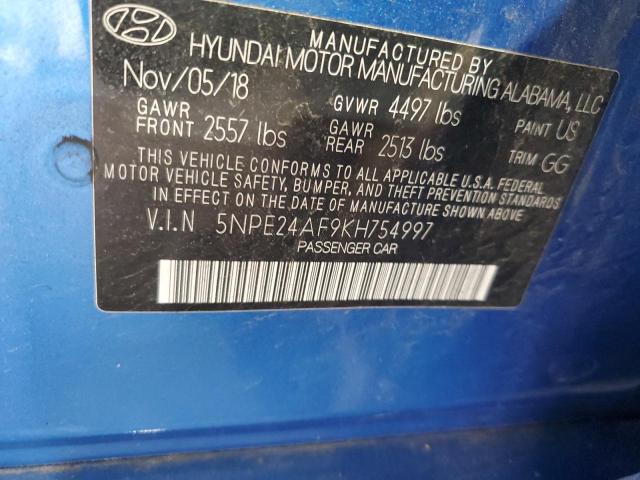 MANUFACTURED BY
HYUNDAI MOTOR MANUFACTURING ALABAMA, LLC
Nov/05/18
GVWR 4497 lbs
PAINT US
GAWR
FRONT 2557 lbs
GAWR
REAR 2513 lbs
TRIM GG
THIS VEHICLE CONFORMS TO ALL APPLICABLE U.S.A. FEDERAL
MOTOR VEHICLE SAFETY, BUMPER, AND THEFT PREVENTION STANDARDS
IN EFFECT ON THE DATE OF MANUFACTURE SHOWN ABOVE.
V.I.N 5NPE24AF9KH754997
PASSENGER CAR